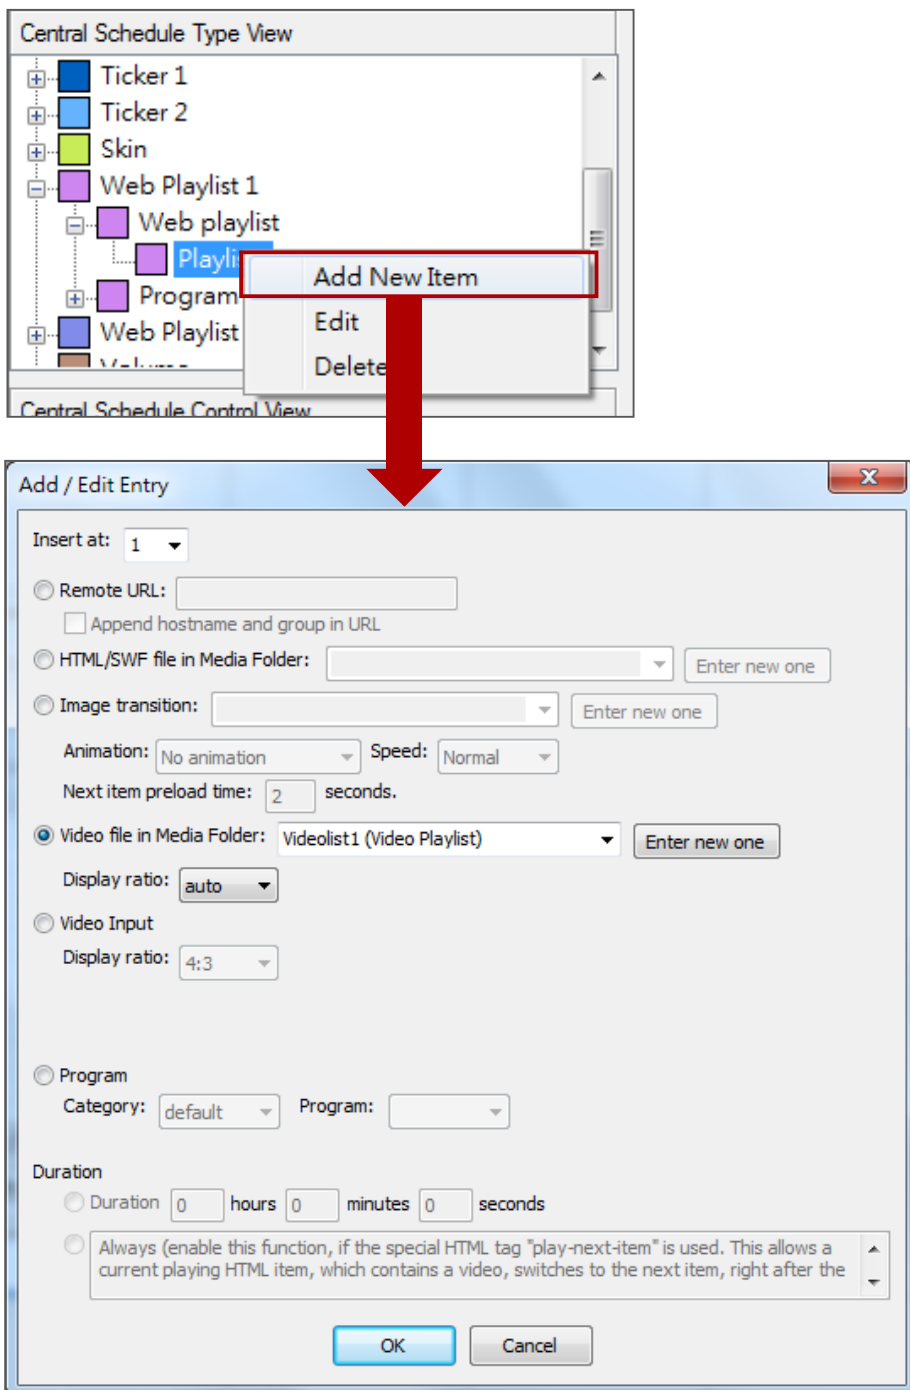 Central Schedule Type View
Ticker 1
Ticker 2
Skin
Web Playlist 1
Web playlist
Add New Item
Program
Edit
Web Playlist
Delete
Central Schedule Control View
Add / Edit Entry
Insert at: 1
Remote URL:
Append hostname and group in URL
HTML/SWF file in Media Folder: Enter new one
Image transition: Enter new one
Animation: No animation Speed: Normal
Next item preload time: 2 seconds.
Video file in Media Folder: Videolist1 (Video Playlist) Enter new one
Display ratio: auto
Video Input
Display ratio: 4:3
Program
Category: default Program:
Duration
Duration 0 hours 0 minutes 0 seconds
Always (enable this function, if the special HTML tag "play-next-item" is used. This allows a
current playing HTML item, which contains a video, switches to the next item, right after the
OK Cancel